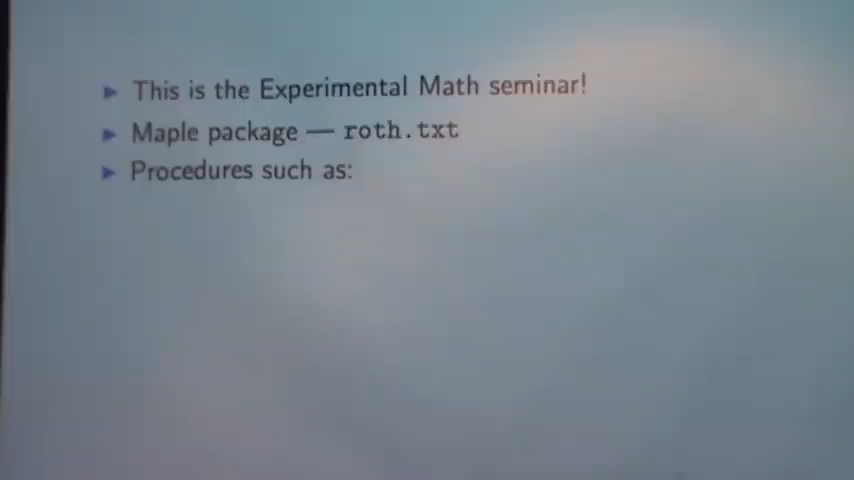 This is the Experimental Math seminar!
Maple package — roth.txt
Procedures such as: